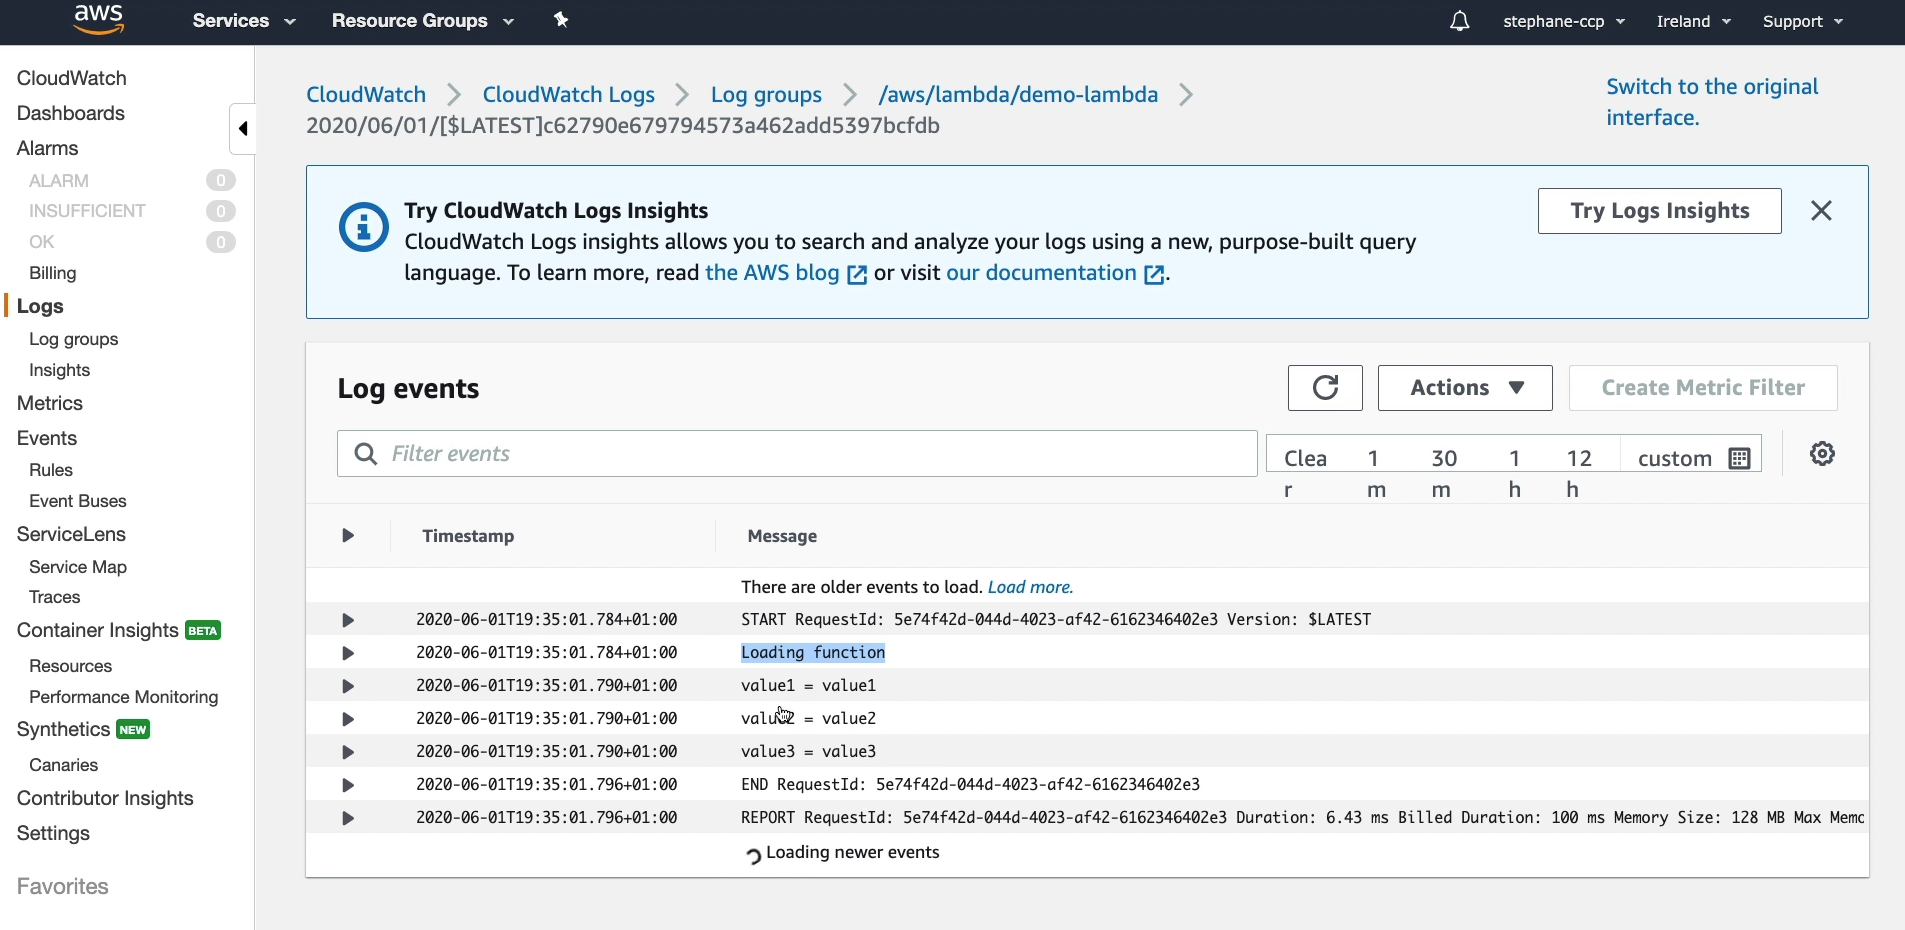 aws Services Resource Groups stephane-ccp Ireland Support
CloudWatch
Dashboards
Alarms
ALARM 0
INSUFFICIENT 0
OK 0
Billing
Logs
Log groups
Insights
Metrics
Events
Rules
Event Buses
ServiceLens
Service Map
Traces
Container Insights BETA
Resources
Performance Monitoring
Synthetics NEW
Canaries
Contributor Insights
Settings
Favorites
CloudWatch CloudWatch Logs Log groups /aws/lambda/demo-lambda
2020/06/01/[$LATEST]c62790e679794573a462add5397bcfdb
Switch to the original
interface.
Try CloudWatch Logs Insights
CloudWatch Logs insights allows you to search and analyze your logs using a new, purpose-built query
language. To learn more, read the AWS blog or visit our documentation.
Try Logs Insights
Log events
Actions Create Metric Filter
Filter events
Clea 1 30 1 12 custom
r m m h h
Timestamp Message
There are older events to load. Load more.
2020-06-01T19:35:01.784+01:00 START RequestId: 5e74f42d-044d-4023-af42-6162346402e3 Version: $LATEST
2020-06-01T19:35:01.784+01:00 Loading function
2020-06-01T19:35:01.790+01:00 value1 = value1
2020-06-01T19:35:01.790+01:00 value2 = value2
2020-06-01T19:35:01.790+01:00 value3 = value3
2020-06-01T19:35:01.796+01:00 END RequestId: 5e74f42d-044d-4023-af42-6162346402e3
2020-06-01T19:35:01.796+01:00 REPORT RequestId: 5e74f42d-044d-4023-af42-6162346402e3 Duration: 6.43 ms Billed Duration: 100 ms Memory Size: 128 MB Max Memo
Loading newer events